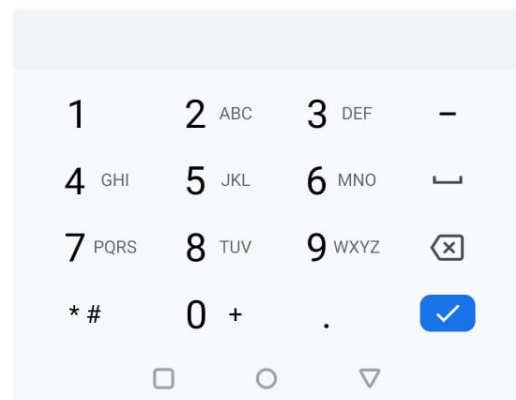 1 2 ABC 3 DEF –
4 GHI 5 JKL 6 MNO
7 PQRS 8 TUV 9 WXYZ
* # 0 + .